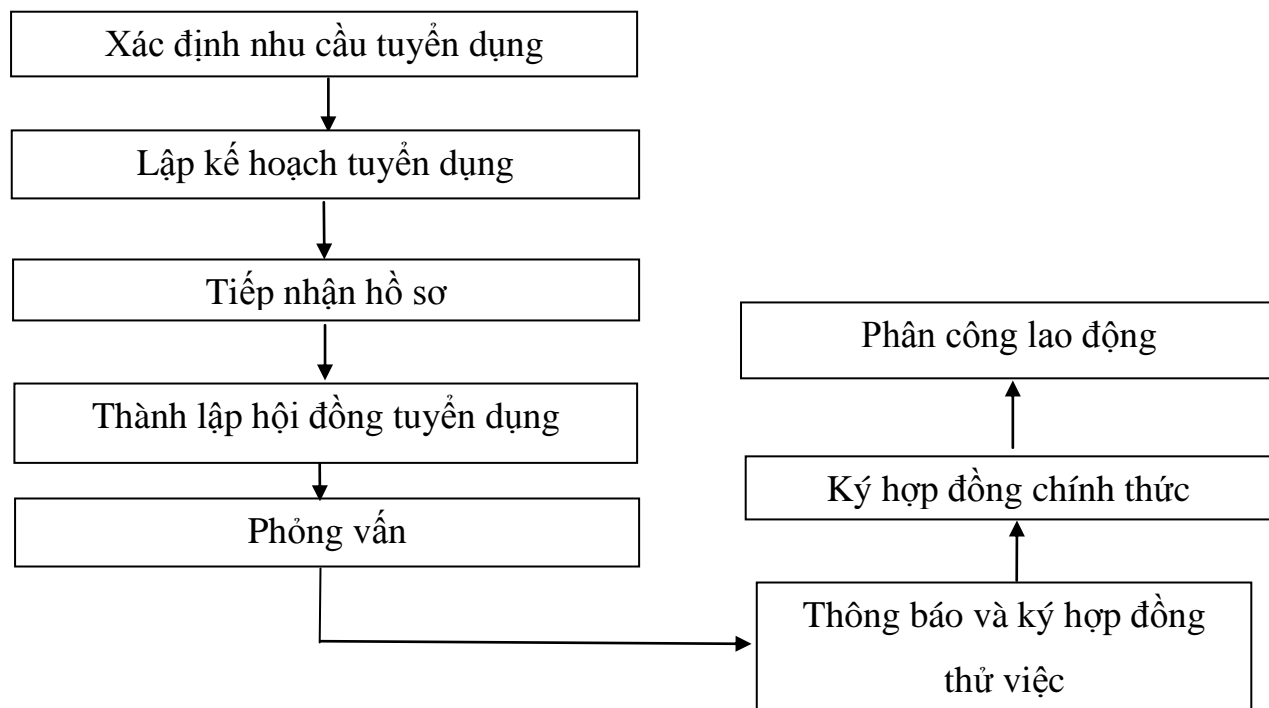 Xác định nhu cầu tuyển dụng
Lập kế hoạch tuyển dụng
Tiếp nhận hồ sơ
Thành lập hội đồng tuyển dụng
Phỏng vấn
Thông báo và ký hợp đồng
thử việc
Ký hợp đồng chính thức
Phân công lao động